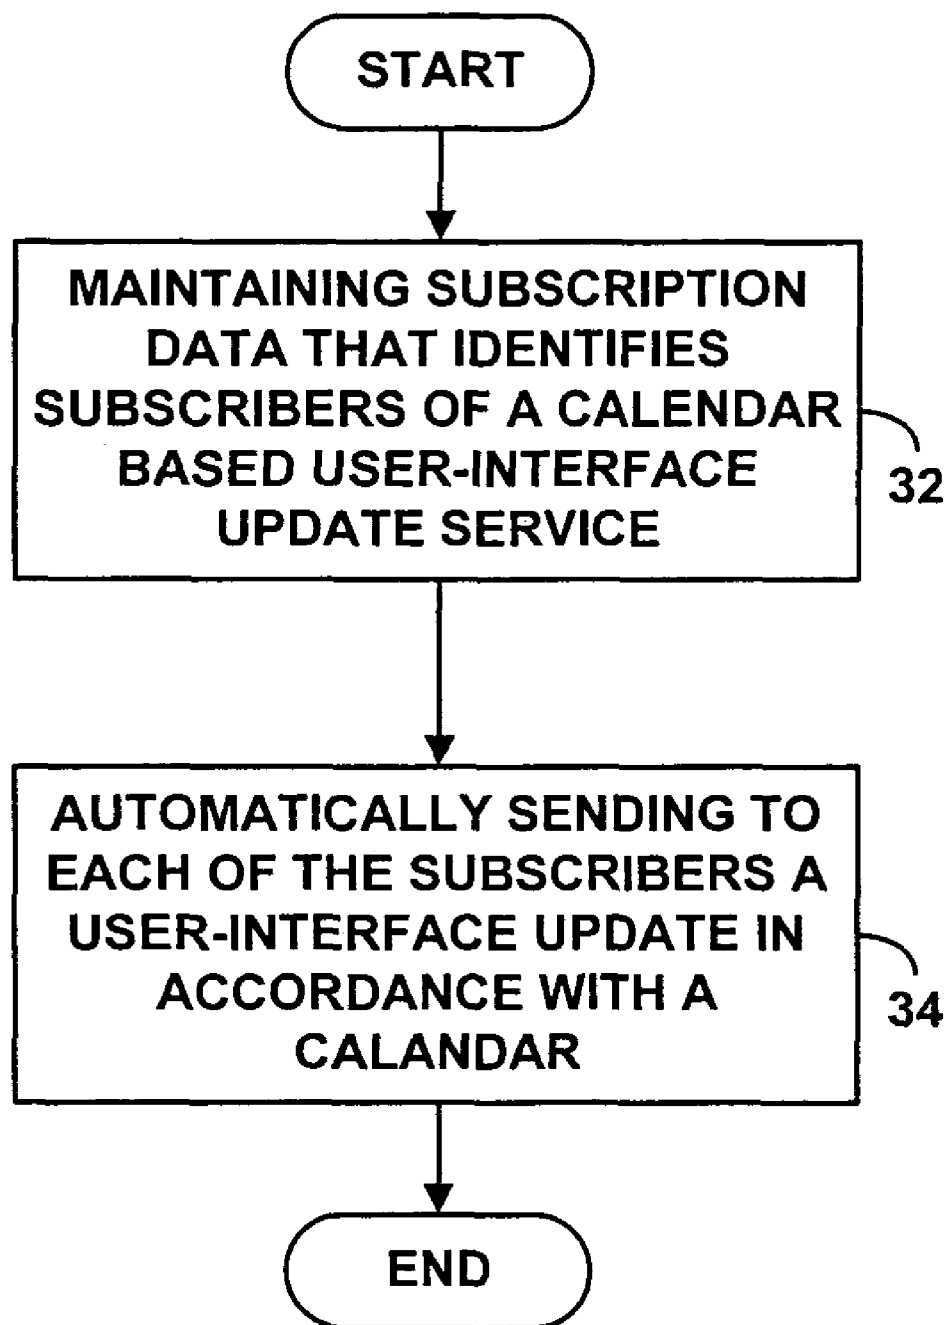 START
MAINTAINING SUBSCRIPTION
DATA THAT IDENTIFIES
SUBSCRIBERS OF A CALENDAR
BASED USER-INTERFACE
UPDATE SERVICE
32
AUTOMATICALLY SENDING TO
EACH OF THE SUBSCRIBERS A
USER-INTERFACE UPDATE IN
ACCORDANCE WITH A
CALANDAR
34
END